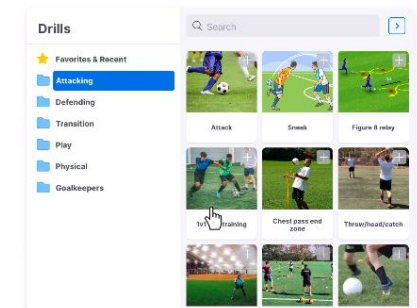 Drills
Search
Favorites & Recent
Attacking
Defending
Transition
Play
Physical
Goalkeepers
Attack
Sneek
Figure 8 relay
1v1 training
Chest pass end
zone
Throw/head/catch